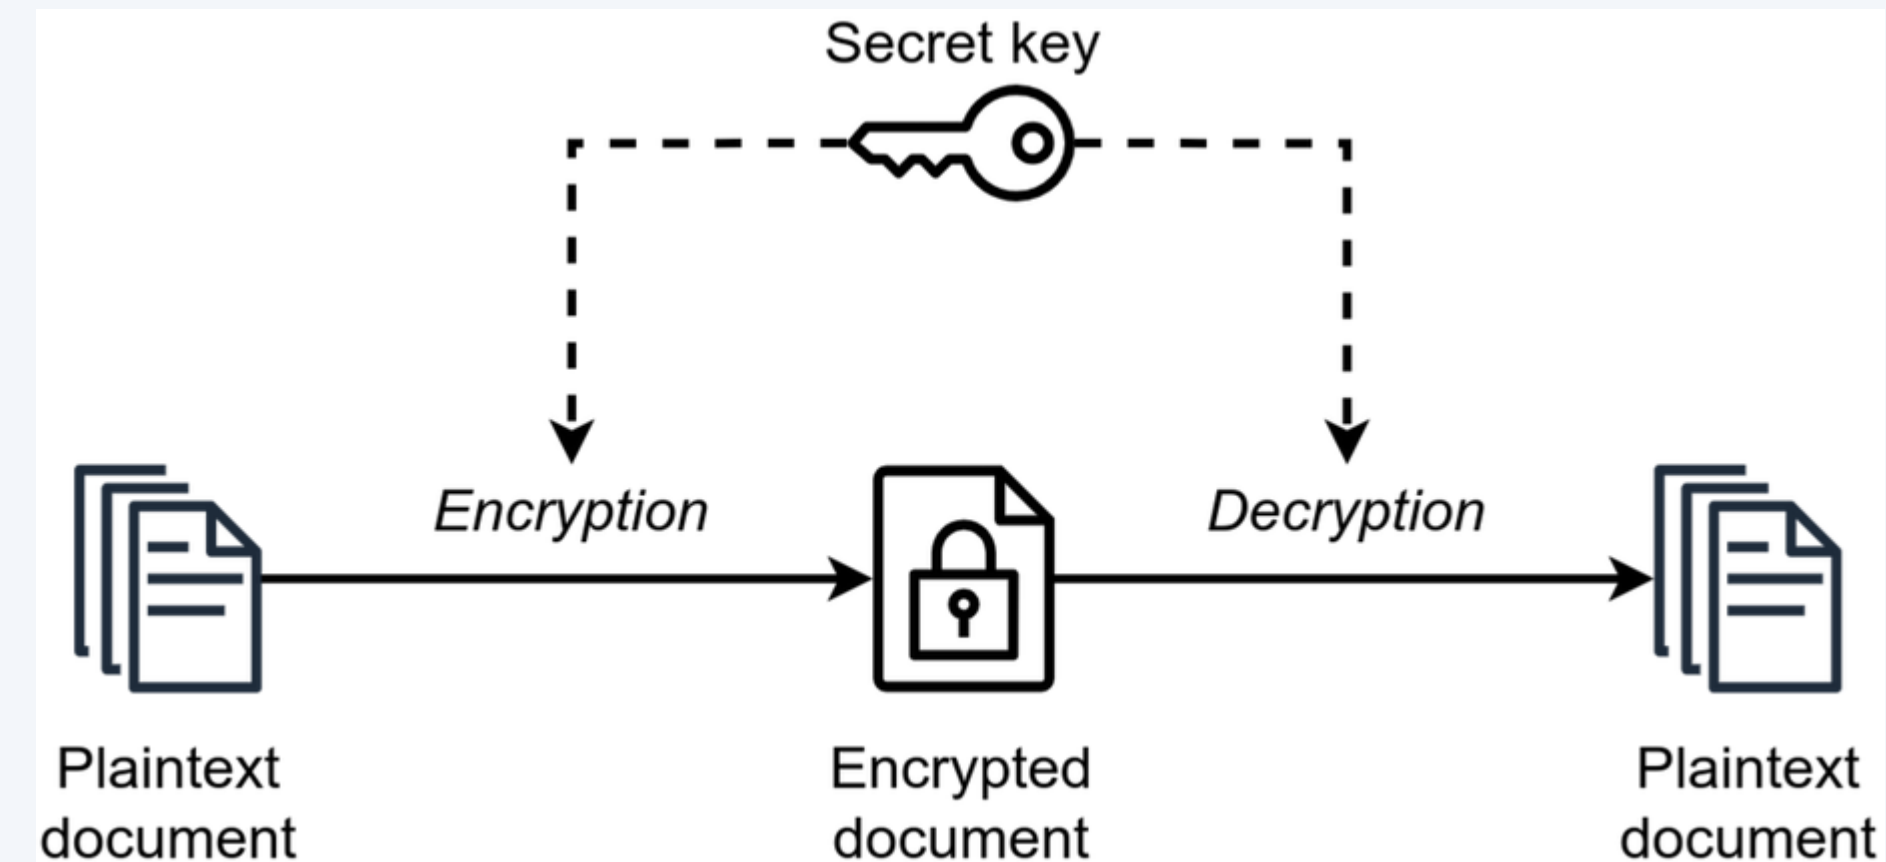 Secret key
Encryption
Decryption
Plaintext
document
Encrypted
document
Plaintext
document